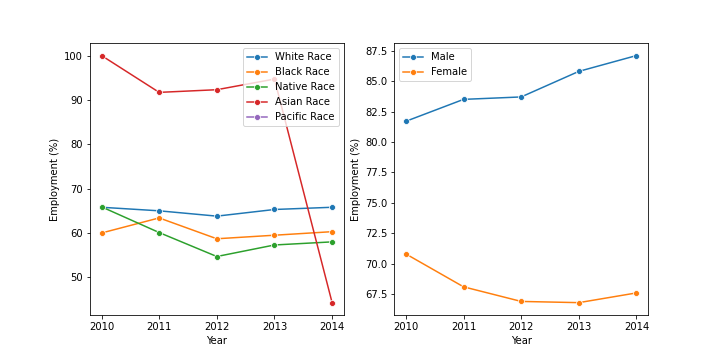 100
90
80
70
60
50
Employment (%)
2010 2011 2012 2013 2014
Year
White Race
Black Race
Native Race
Asian Race
Pacific Race
87.5
85.0
82.5
80.0
77.5
75.0
72.5
70.0
67.5
Employment (%)
2010 2011 2012 2013 2014
Year
Male
Female